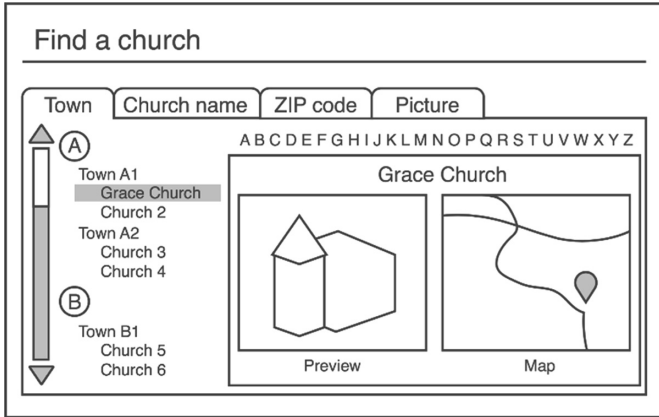 Find a church
Town Church name ZIP code Picture
A B C D E F G H I J K L M N O P Q R S T U V W X Y Z
A
Town A1
Grace Church
Church 2
Town A2
Church 3
Church 4
B
Town B1
Church 5
Church 6
Grace Church
Preview
Map